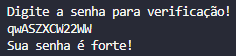 Digite a senha para verificação!
qwASZXCW22WW
Sua senha é forte!